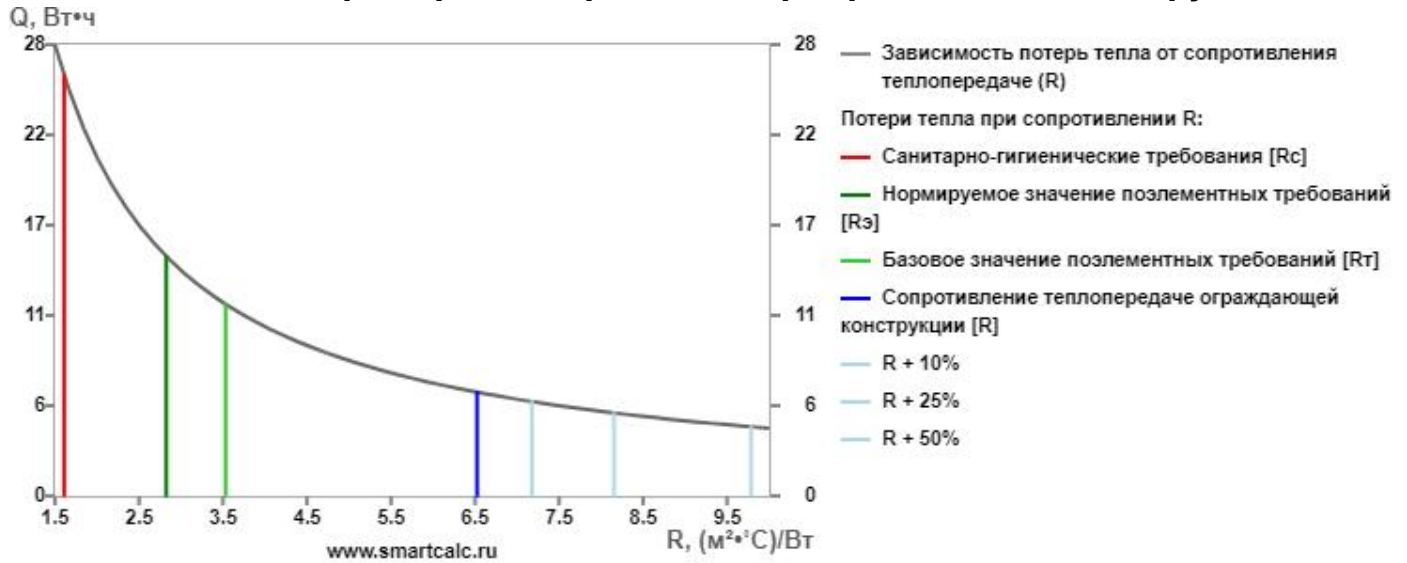 Q, Вт•ч
28
28
22
22
17
17
11
11
6
6
0
0
1.5 2.5 3.5 4.5 5.5 6.5 7.5 8.5 9.5
R, (м²•°C)/Вт
www.smartcalc.ru
Зависимость потерь тепла от сопротивления
теплопередаче (R)
Потери тепла при сопротивлении R:
Санитарно-гигиенические требования [Rс]
Нормируемое значение поэлементных требований
[Rэ]
Базовое значение поэлементных требований [Rт]
Сопротивление теплопередаче ограждающей
конструкции [R]
R + 10%
R + 25%
R + 50%